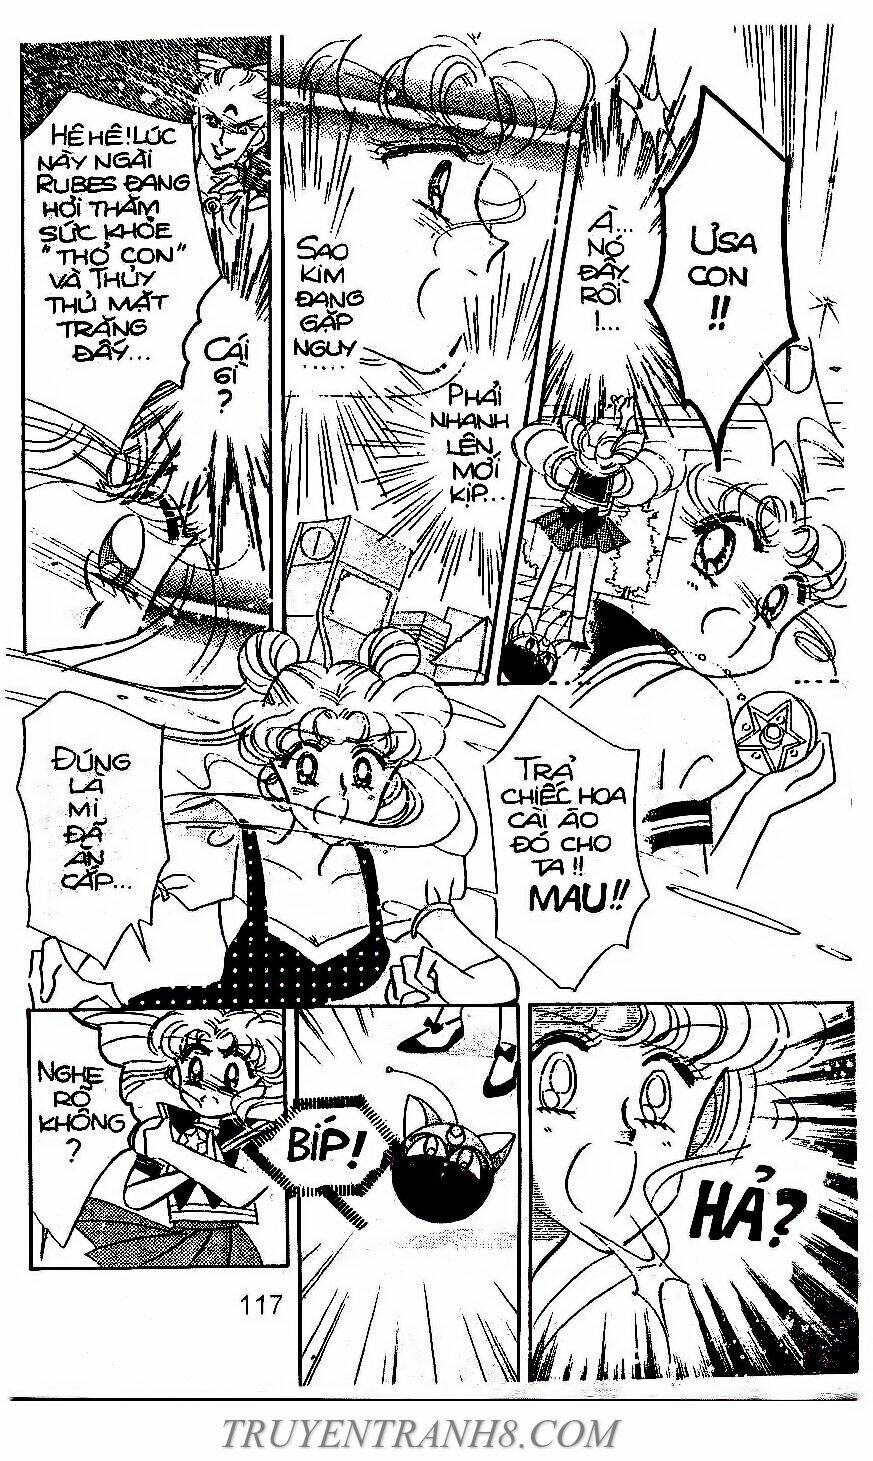 HÊ HÊ! LÚC
NÀY NGÀI
RUBES ĐANG
HỎI THĂM
SỨC KHỎE
"THỎ CON"
VÀ THỦY
THỦ MẶT
TRĂNG
ĐẤY...
CÁI
GÌ
?
SAO
KIM
ĐANG
GẶP
NGUY
......
PHẢI
NHANH
LÊN
MỚI
KỊP...
À...
NÓ
ĐÂY
RỒI
!...
ỦSA
CON
!!
ĐÚNG
LÀ
MI
ĐÃ
ĂN
CẮP...
TRẢ
CHIẾC HOA
CÀI ÁO
ĐÓ CHO
TA!!
MAU!!
NGHE
RÕ
KHÔNG
?
BÍP!
HẢ?
117
TRUYENTRANH8.COM